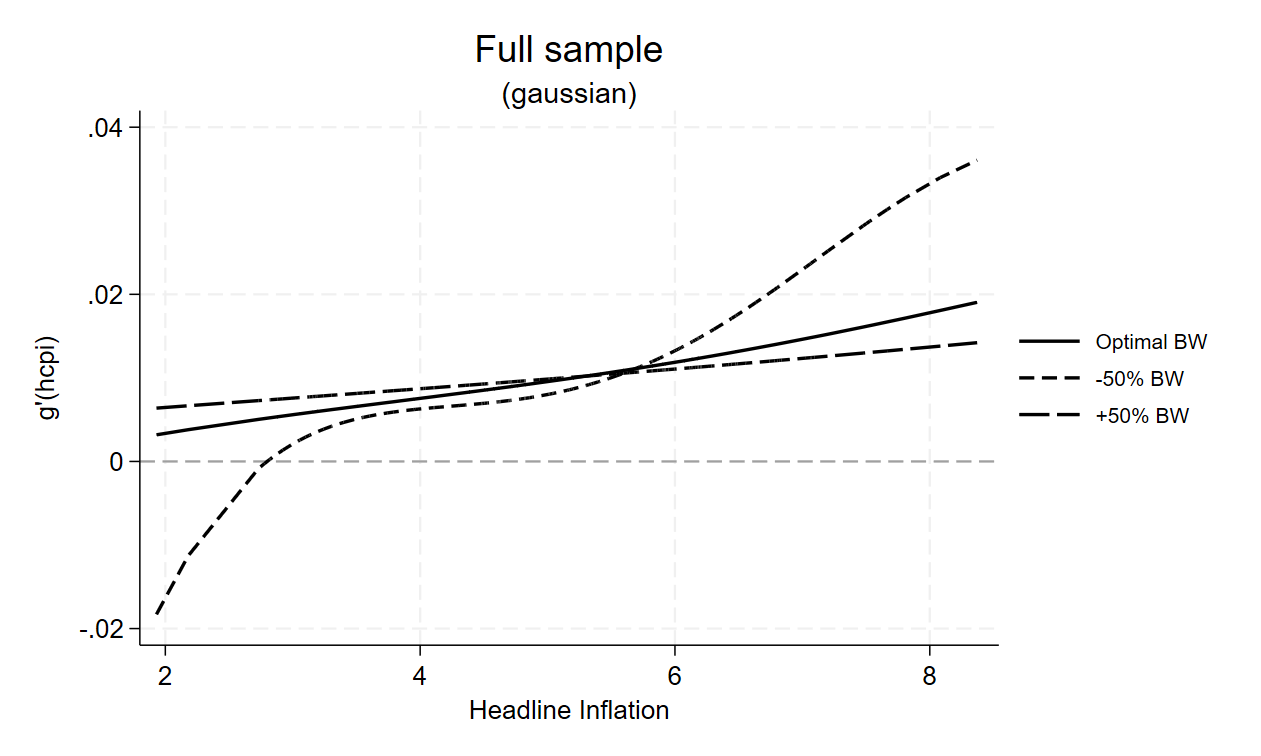 Full sample
(gaussian)
.04
.02
0
-.02
g'(hcpi)
2 4 6 8
Headline Inflation
Optimal BW
-50% BW
+50% BW